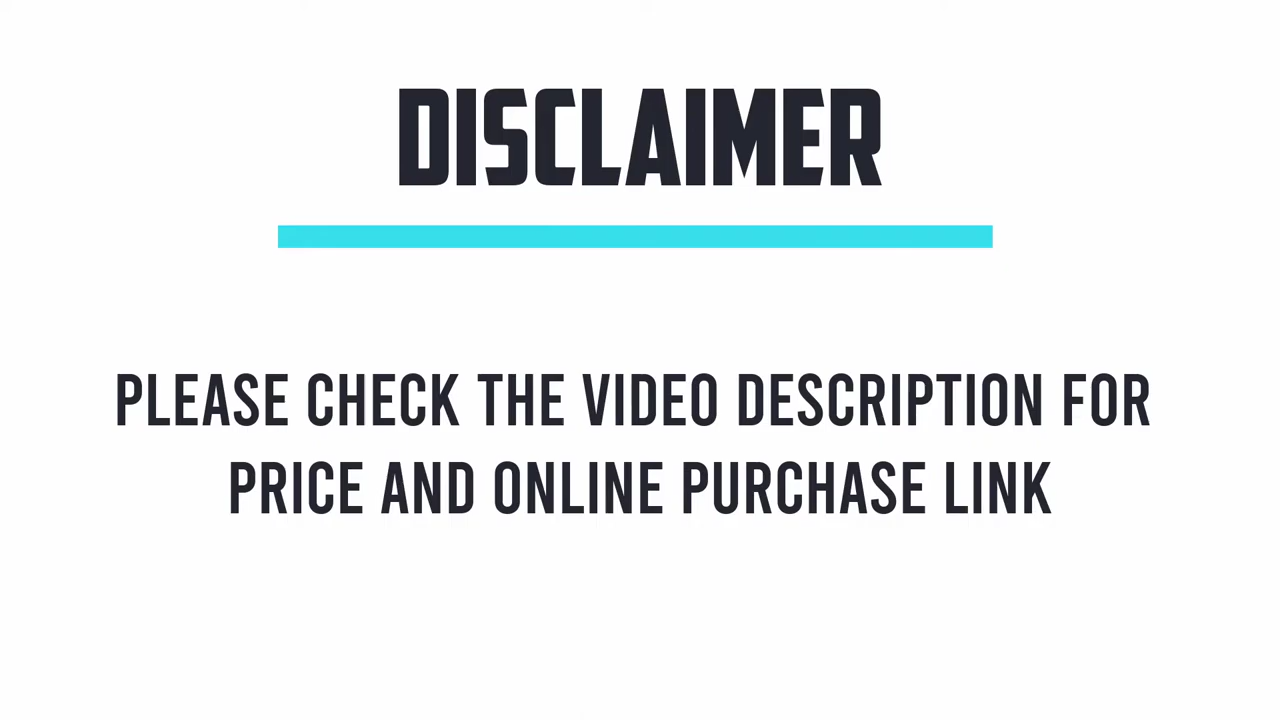 DISCLAIMER
PLEASE CHECK THE VIDEO DESCRIPTION FOR
PRICE AND ONLINE PURCHASE LINK